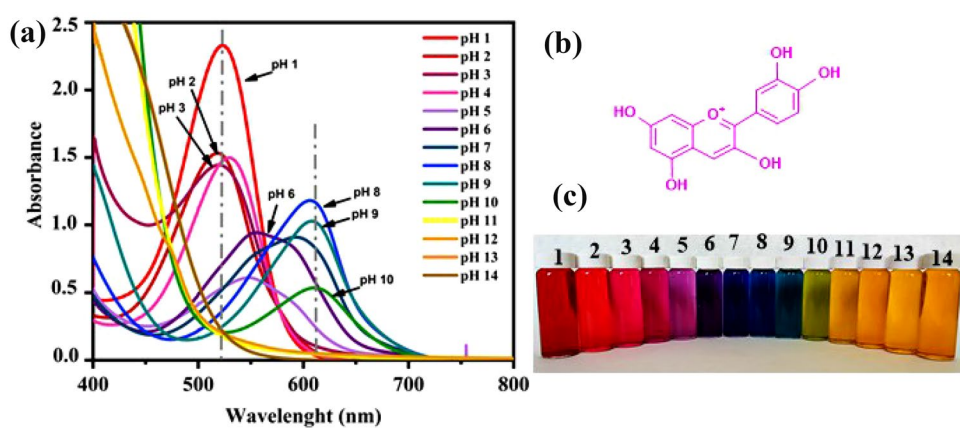 (a)
2.5
2.0
1.5
1.0
0.5
0.0
Absorbance
400
500
600
700
800
Wavelenght (nm)
pH 1
pH 2
pH 3
pH 6
pH 8
pH 9
pH 10
pH 1
pH 2
pH 3
pH 4
pH 5
pH 6
pH 7
pH 8
pH 9
pH 10
pH 11
pH 12
pH 13
pH 14
(b)
OH
OH
HO
O+
OH
OH
(c)
1 2 3 4 5 6 7 8 9 10 11 12 13 14